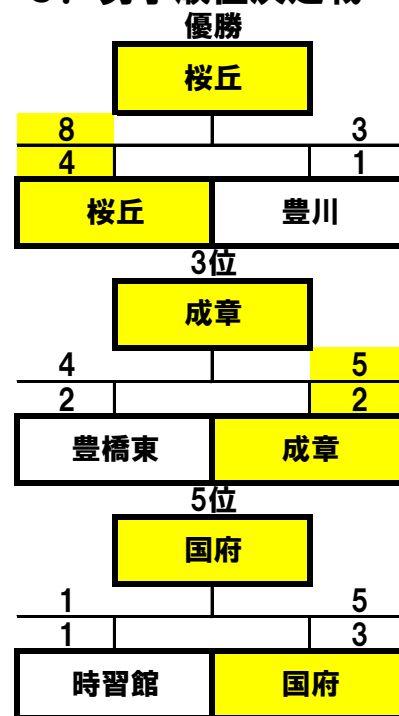 優勝
桜丘
8 3
4 1
桜丘 豊川
3位
成章
4 5
2 2
豊橋東 成章
5位
国府
1 5
1 3
時習館 国府